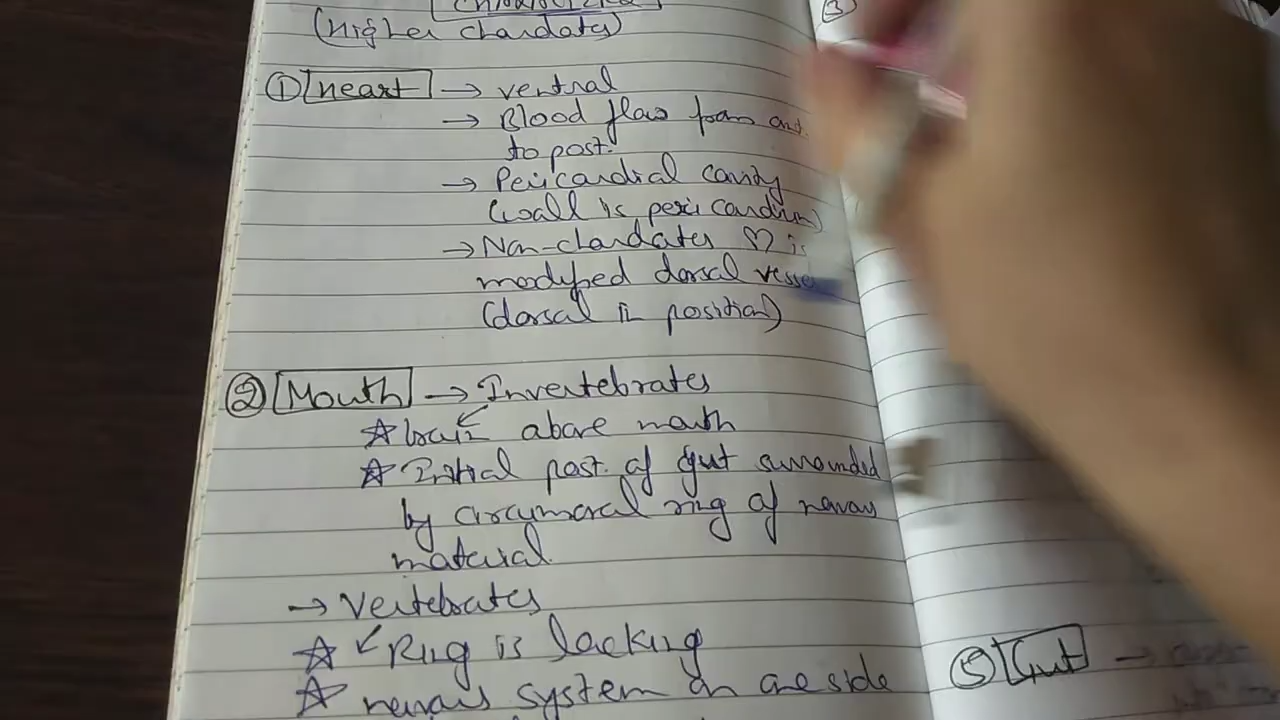 (Higher chordates)
① Heart → ventral
→ Blood flow from ant.
to post.
→ Pericardial cavity
(wall is pericardium)
→ Non-chordates ♡ is
modified dorsal vessel
(dorsal in position)
② Mouth → Invertebrates
☆ brain above mouth
☆ Initial part of gut surrounded
by circumoral ring of nervous
material
→ Vertebrates
☆ Ring is lacking
☆ nervous system on one side
③
⑤ Gut →